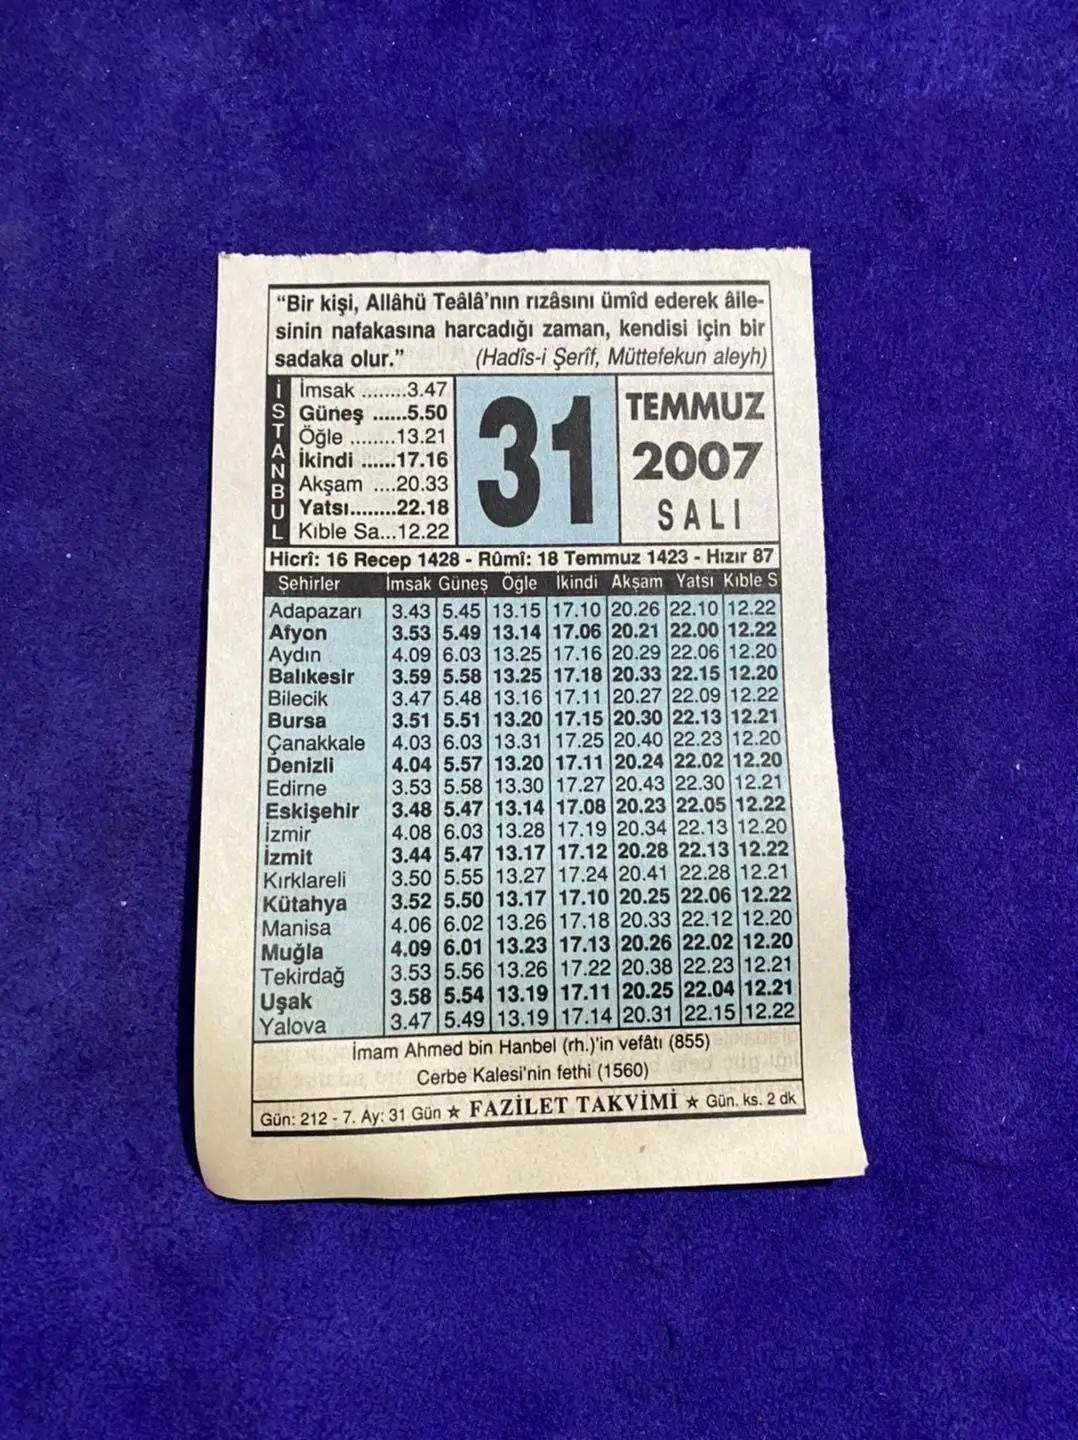 “Bir kişi, Allâhü Teâlâ’nın rızâsını ümîd ederek âile-
sinin nafakasına harcadığı zaman, kendisi için bir
sadaka olur.” (Hadîs-i Şerîf, Müttefekun aleyh)
İSTANBUL
İmsak ........3.47
Güneş ......5.50
Öğle ........13.21
İkindi ......17.16
Akşam ....20.33
Yatsı........22.18
Kıble Sa...12.22
31
TEMMUZ
2007
SALI
Hicrî: 16 Recep 1428 - Rûmî: 18 Temmuz 1423 - Hızır 87
Şehirler İmsak Güneş Öğle İkindi Akşam Yatsı Kıble S
Adapazarı 3.43 5.45 13.15 17.10 20.26 22.10 12.22
Afyon 3.53 5.49 13.14 17.06 20.21 22.00 12.22
Aydın 4.09 6.03 13.25 17.16 20.29 22.06 12.20
Balıkesir 3.59 5.58 13.25 17.18 20.33 22.15 12.20
Bilecik 3.47 5.48 13.16 17.11 20.27 22.09 12.22
Bursa 3.51 5.51 13.20 17.15 20.30 22.13 12.21
Çanakkale 4.03 6.03 13.31 17.25 20.40 22.23 12.20
Denizli 4.04 5.57 13.20 17.11 20.24 22.02 12.20
Edirne 3.53 5.58 13.30 17.27 20.43 22.30 12.21
Eskişehir 3.48 5.47 13.14 17.08 20.23 22.05 12.22
İzmir 4.08 6.03 13.28 17.19 20.34 22.13 12.20
İzmit 3.44 5.47 13.17 17.12 20.28 22.13 12.22
Kırklareli 3.50 5.55 13.27 17.24 20.41 22.28 12.21
Kütahya 3.52 5.50 13.17 17.10 20.25 22.06 12.22
Manisa 4.06 6.02 13.26 17.18 20.33 22.12 12.20
Muğla 4.09 6.01 13.23 17.13 20.26 22.02 12.20
Tekirdağ 3.53 5.56 13.26 17.22 20.38 22.23 12.21
Uşak 3.58 5.54 13.19 17.11 20.25 22.04 12.21
Yalova 3.47 5.49 13.19 17.14 20.31 22.15 12.22
İmam Ahmed bin Hanbel (rh.)’in vefâtı (855)
Cerbe Kalesi’nin fethi (1560)
Gün: 212 - 7. Ay: 31 Gün ★ FAZİLET TAKVİMİ ★ Gün. ks. 2 dk